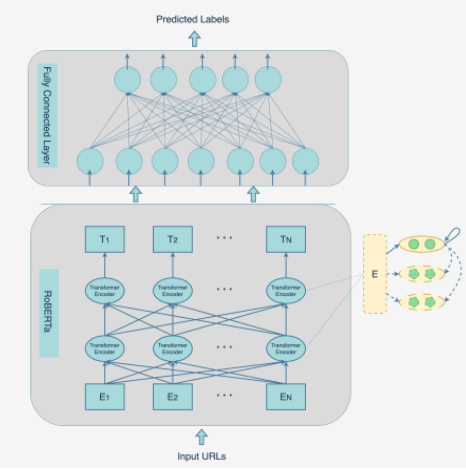 Predicted Labels
Fully Connected Layer
T1 T2 ... TN
Transformer Encoder Transformer Encoder ... Transformer Encoder
E
RoBERTa
Transformer Encoder Transformer Encoder ... Transformer Encoder
E1 E2 ... EN
Input URLs